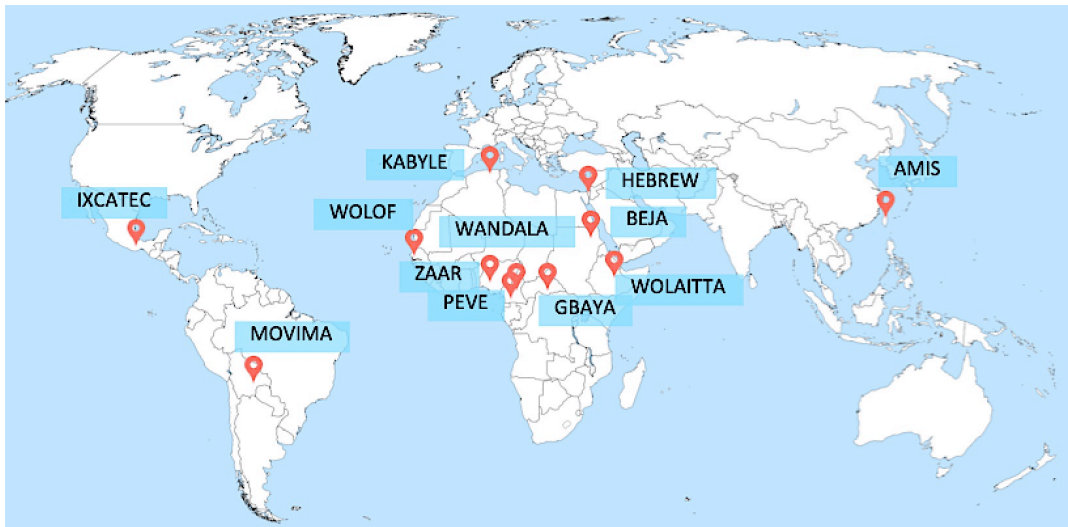 KABYLE
HEBREW
AMIS
IXCATEC
WOLOF
WANDALA
BEJA
ZAAR
WOLAITTA
PEVE
GBAYA
MOVIMA